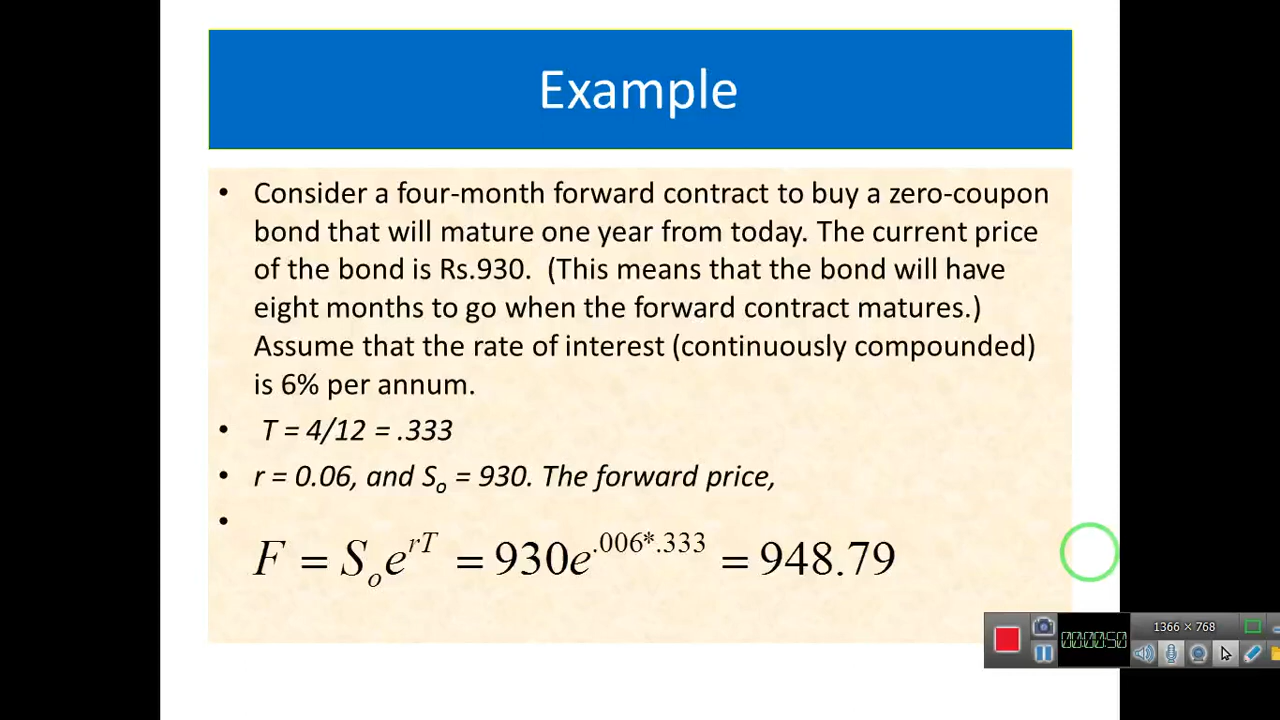 Example
• Consider a four-month forward contract to buy a zero-coupon
bond that will mature one year from today. The current price
of the bond is Rs.930. (This means that the bond will have
eight months to go when the forward contract matures.)
Assume that the rate of interest (continuously compounded)
is 6% per annum.
• T = 4/12 = .333
• r = 0.06, and Sₒ = 930. The forward price,
•
F = Sₒe^{rT} = 930e^{.006*.333} = 948.79
1366 × 768
00:00:50